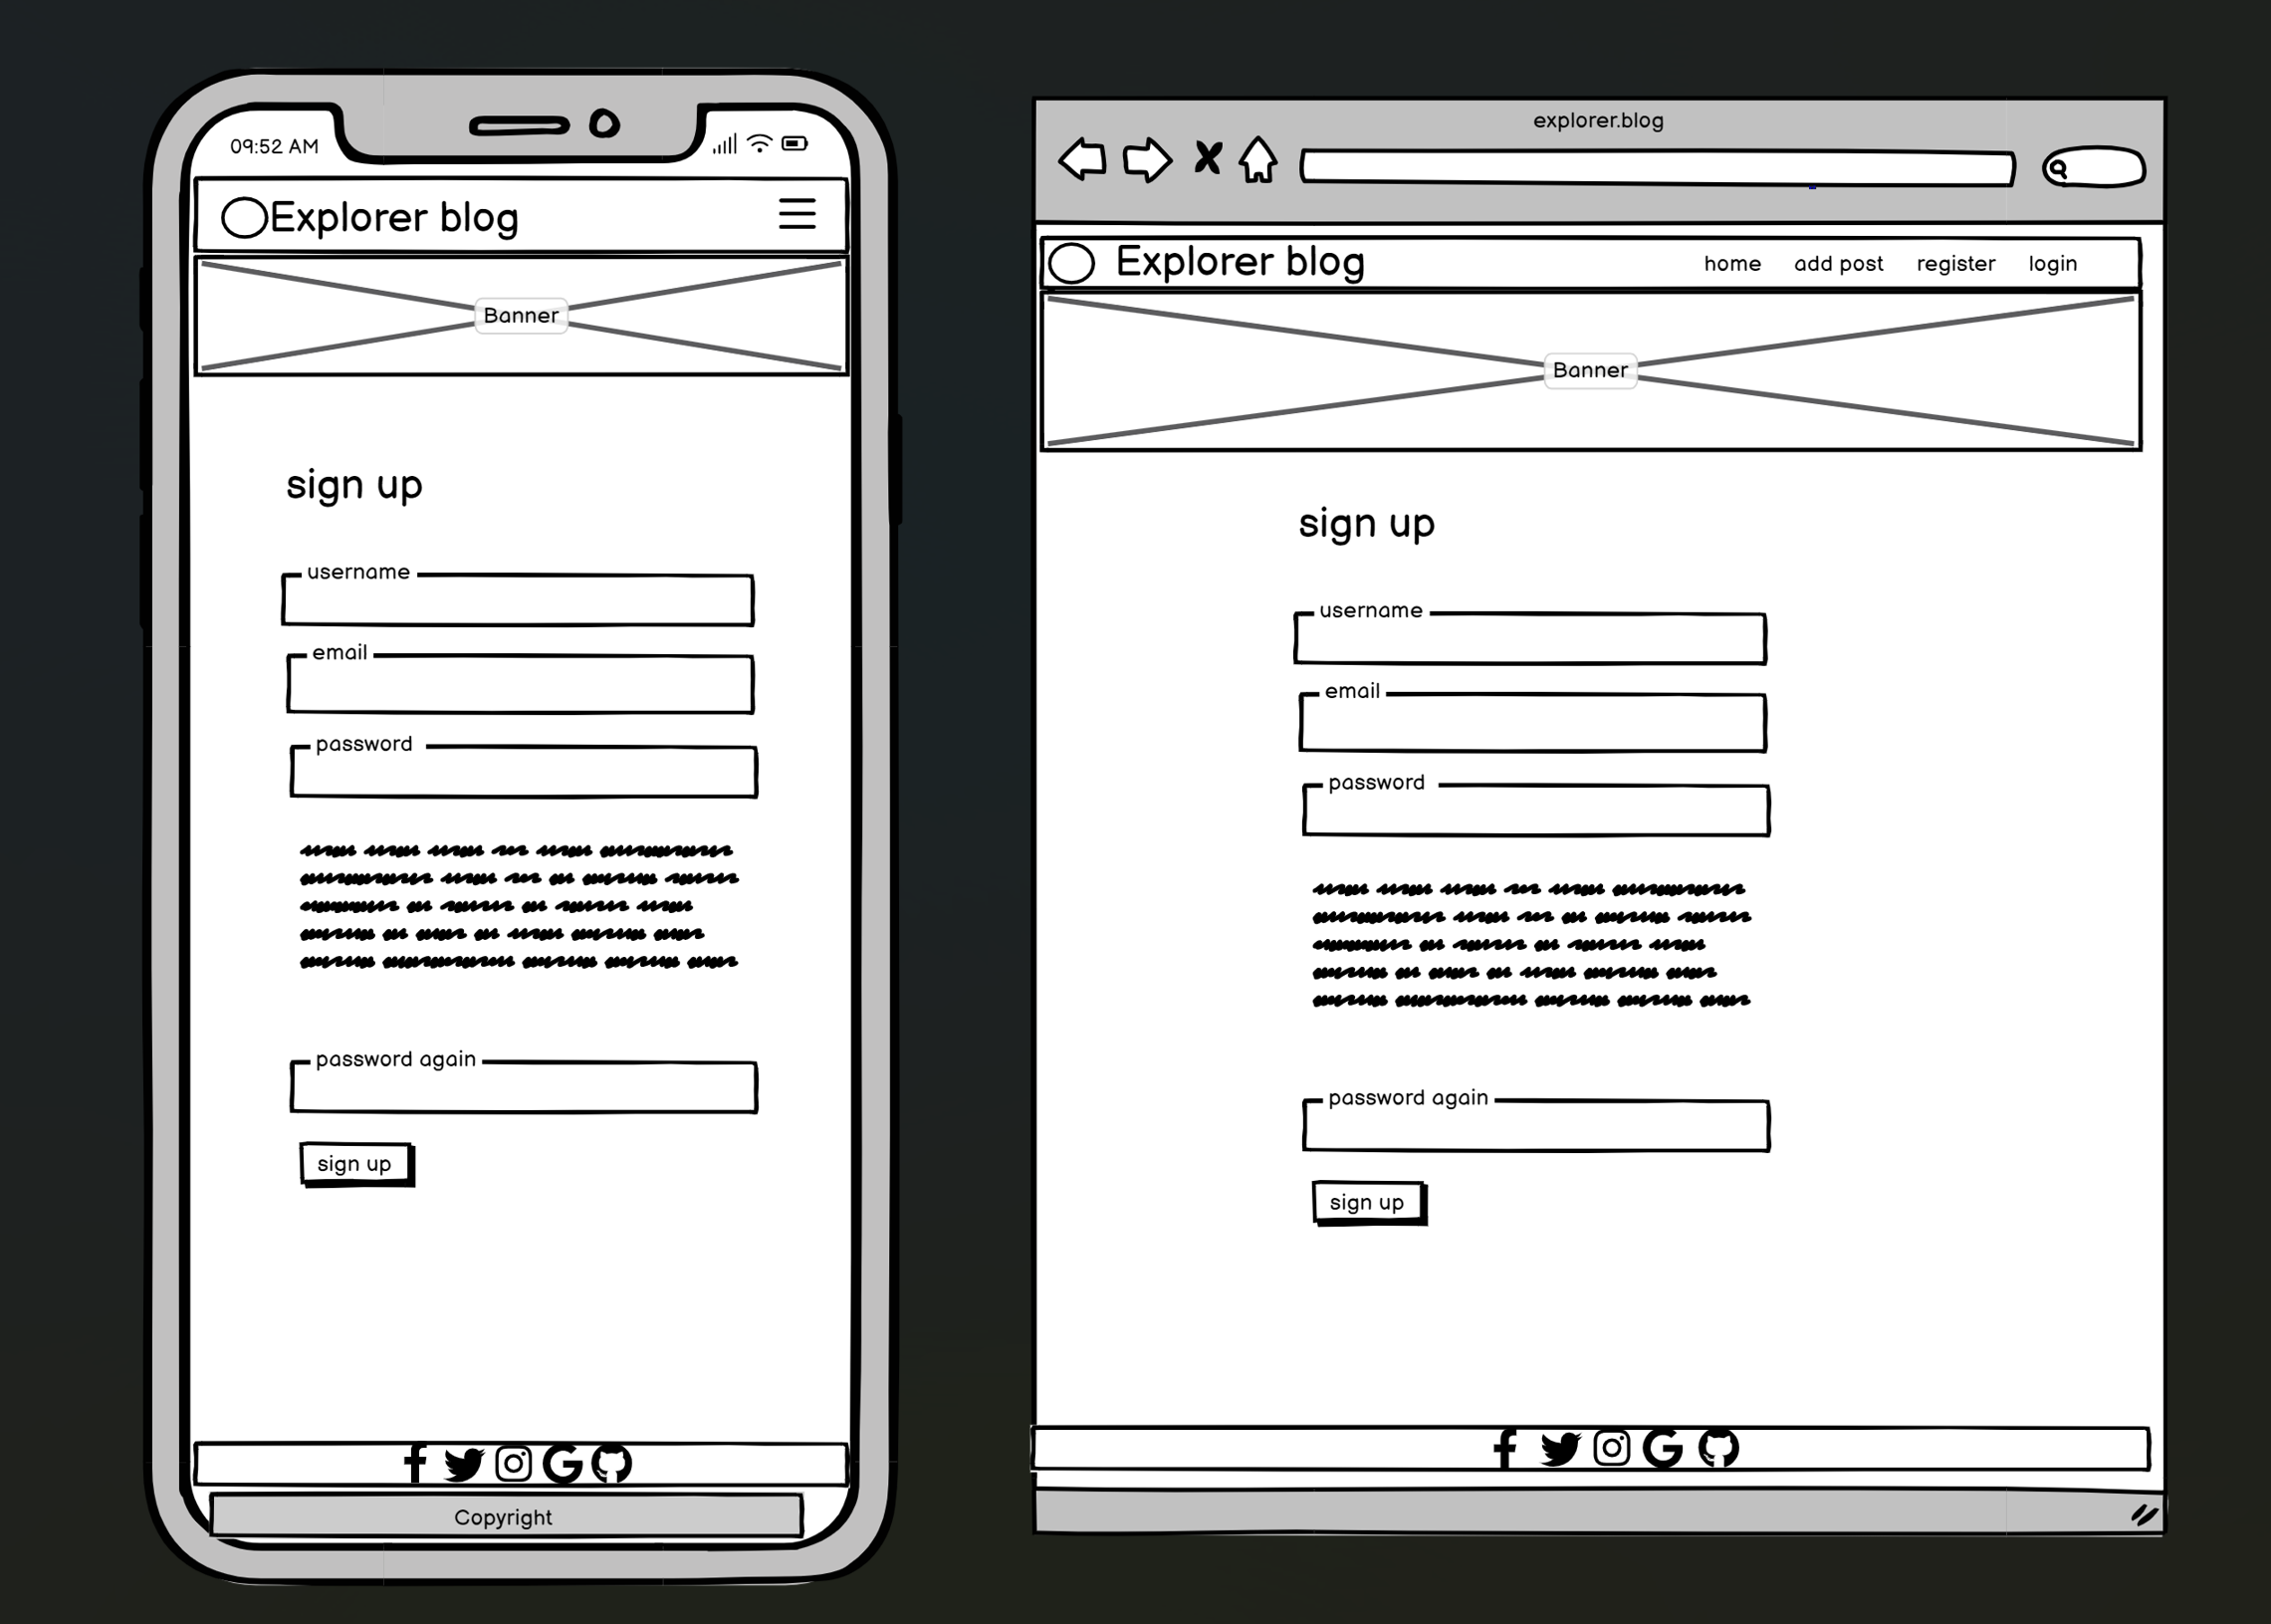 09:52 AM
Explorer blog
Banner
sign up
username
email
password
password again
sign up
Copyright
explorer.blog
Explorer blog
home add post register login
Banner
sign up
username
email
password
password again
sign up